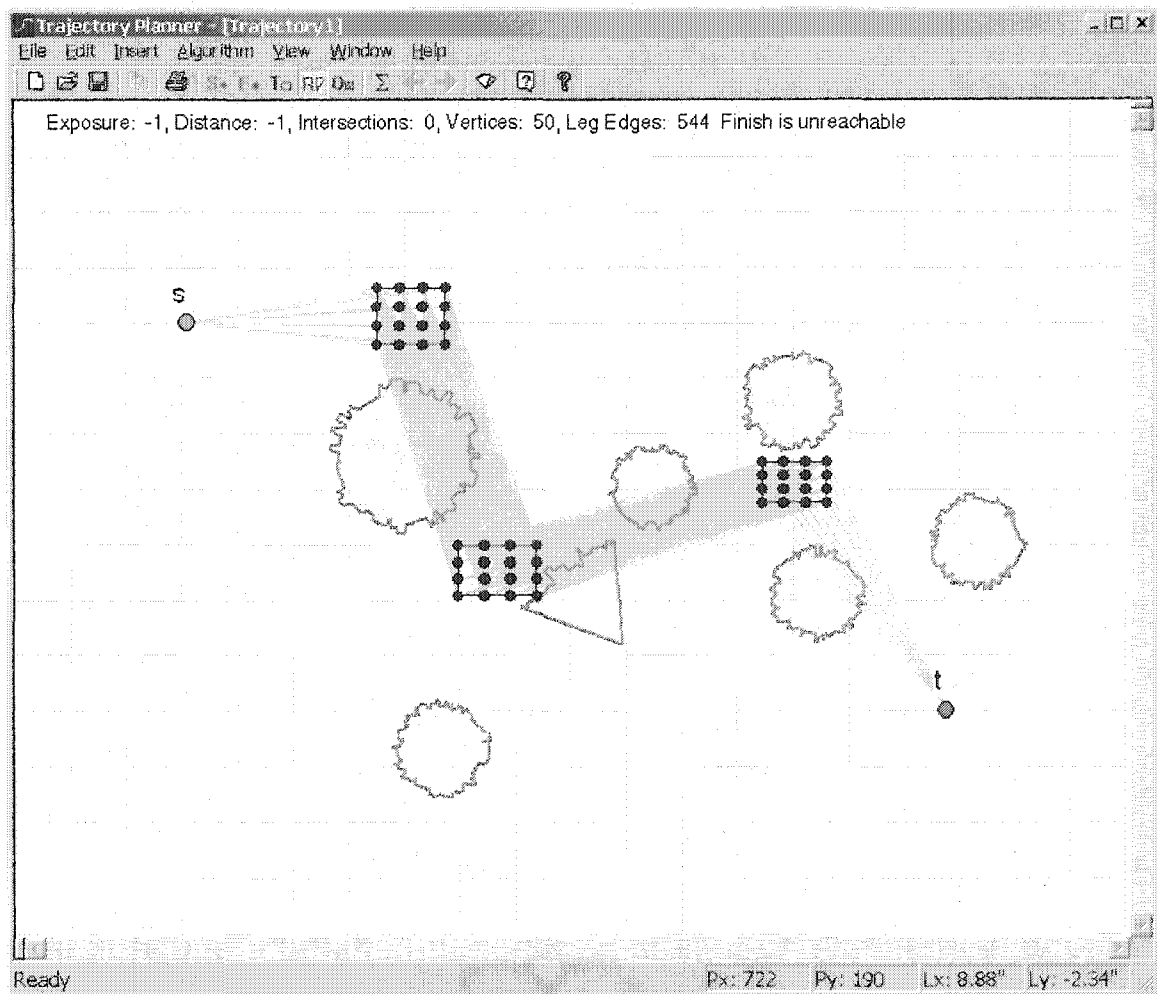 Trajectory Planner - [Trajectory1]
File Edit Insert Algorithm View Window Help
Exposure: -1, Distance: -1, Intersections: 0, Vertices: 50, Leg Edges: 544 Finish is unreachable
s
t
Ready Px: 722 Py: 190 Lx: 8.88" Ly: -2.34"